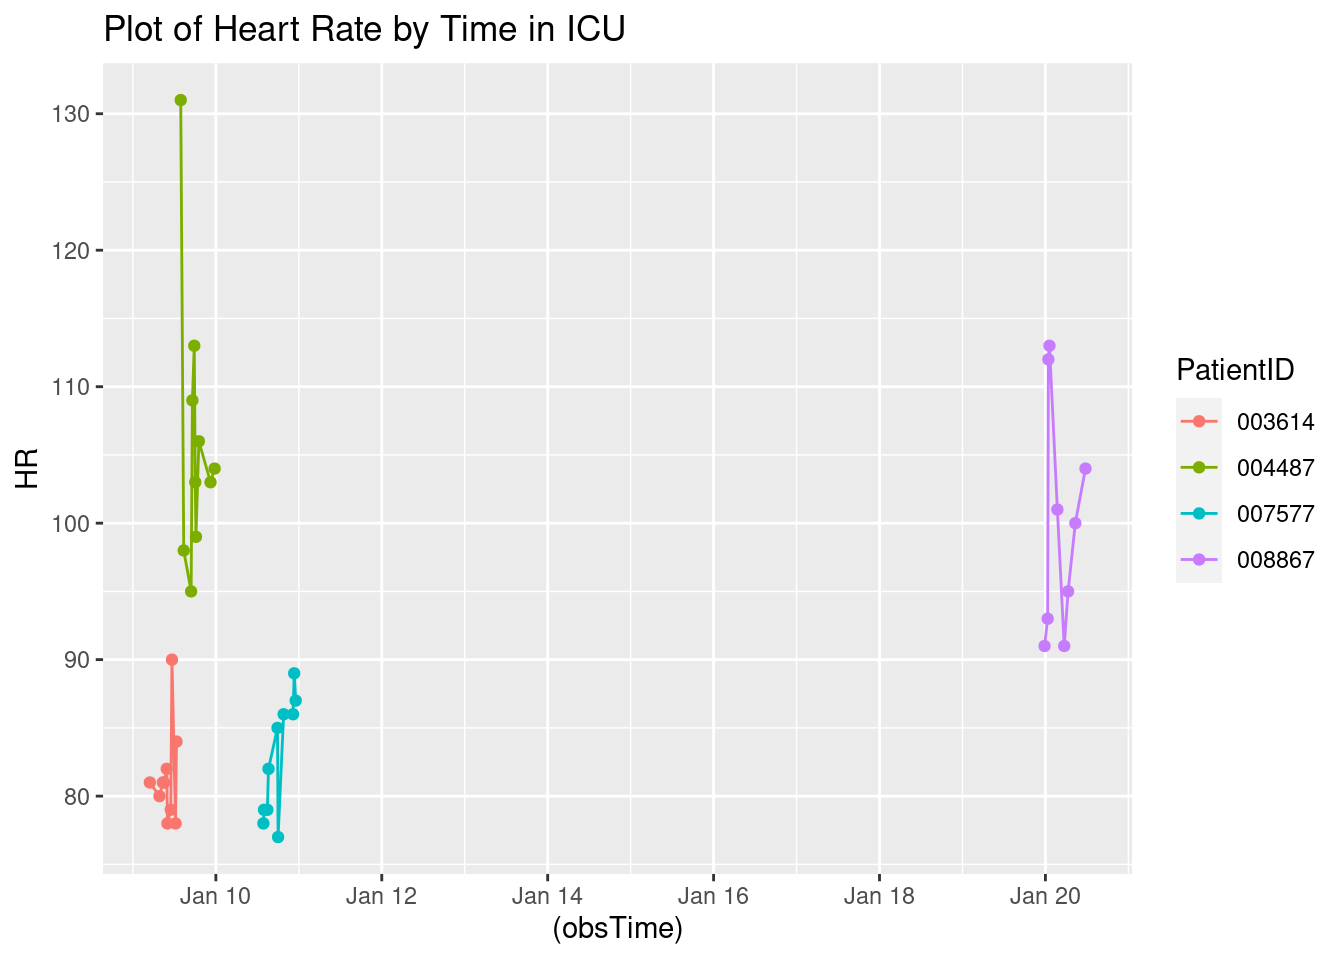 Plot of Heart Rate by Time in ICU
130
120
110
100
90
80
HR
Jan 10
Jan 12
Jan 14
Jan 16
Jan 18
Jan 20
(obsTime)
PatientID
003614
004487
007577
008867